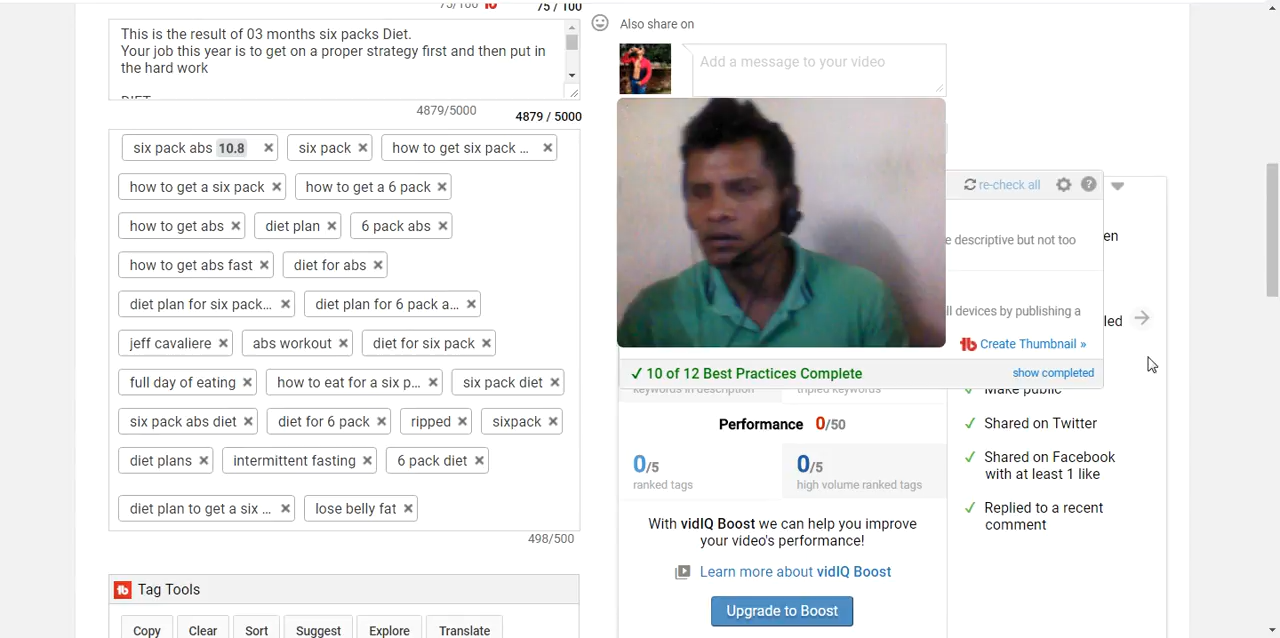 75/100 75 / 100
This is the result of 03 months six packs Diet.
Your job this year is to get on a proper strategy first and then put in
the hard work
DIET
4879/5000 4879 / 5000
six pack abs 10.8 × six pack × how to get six pack ... ×
how to get a six pack × how to get a 6 pack ×
how to get abs × diet plan × 6 pack abs ×
how to get abs fast × diet for abs ×
diet plan for six pack... × diet plan for 6 pack a... ×
jeff cavaliere × abs workout × diet for six pack ×
full day of eating × how to eat for a six p... × six pack diet ×
six pack abs diet × diet for 6 pack × ripped × sixpack ×
diet plans × intermittent fasting × 6 pack diet ×
diet plan to get a six ... × lose belly fat ×
498/500
Tag Tools
Copy Clear Sort Suggest Explore Translate
Also share on
Add a message to your video
re-check all
e descriptive but not too
en
ll devices by publishing a
led
Create Thumbnail »
✓ 10 of 12 Best Practices Complete show completed
keywords in description tripled keywords
Performance 0/50
0/5 0/5
ranked tags high volume ranked tags
With vidIQ Boost we can help you improve
your video's performance!
Learn more about vidIQ Boost
Upgrade to Boost
Make public
Shared on Twitter
Shared on Facebook
with at least 1 like
Replied to a recent
comment